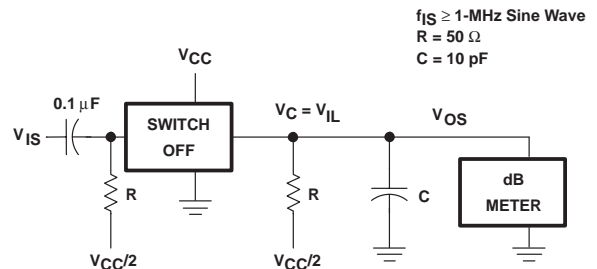 fIS ≥ 1-MHz Sine Wave
R = 50 Ω
C = 10 pF
VCC
0.1 μF
VIS
SWITCH
OFF
VC = VIL
VOS
R
R
C
dB
METER
VCC/2
VCC/2